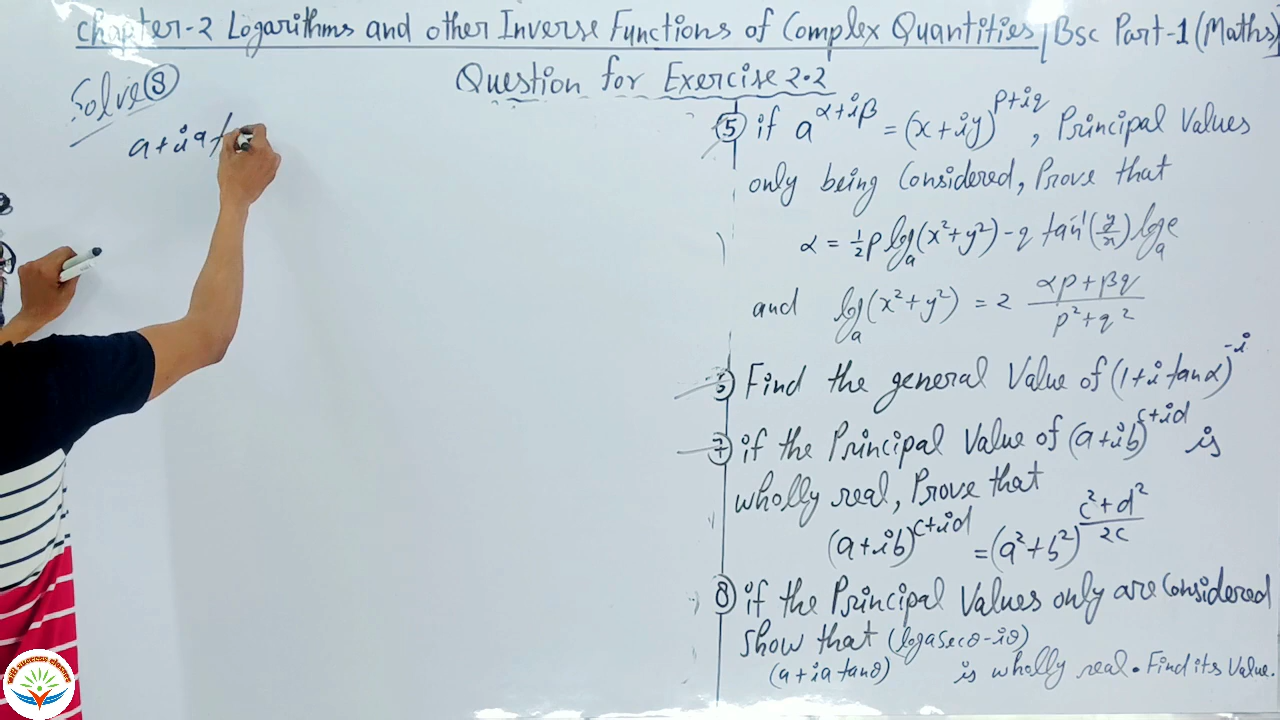 Chapter-2 Logarithms and other Inverse Functions of Complex Quantities / Bsc Part-1 (Maths)
Question for Exercise 2.2
Solve ⑧
a+ia
⑤ if a^(α+iβ) = (x+iy)^(p+iq), Principal Values
only being Considered, Prove that
α = 1/2 p log_a (x²+y²) - q tan⁻¹(y/x) log_a e
and log_a (x²+y²) = 2 (αp+βq)/(p²+q²)
⑥ Find the general Value of (1+i tanα)^(-i)
⑦ if the Principal Value of (a+ib)^(c+id) is
wholly real, Prove that
(a+ib)^(c+id) = (a²+b²)^((c²+d²)/2c)
⑧ if the Principal Values only are Considered
Show that (a+ia tanθ)^(log a secθ-iθ) is wholly real. Find its Value.